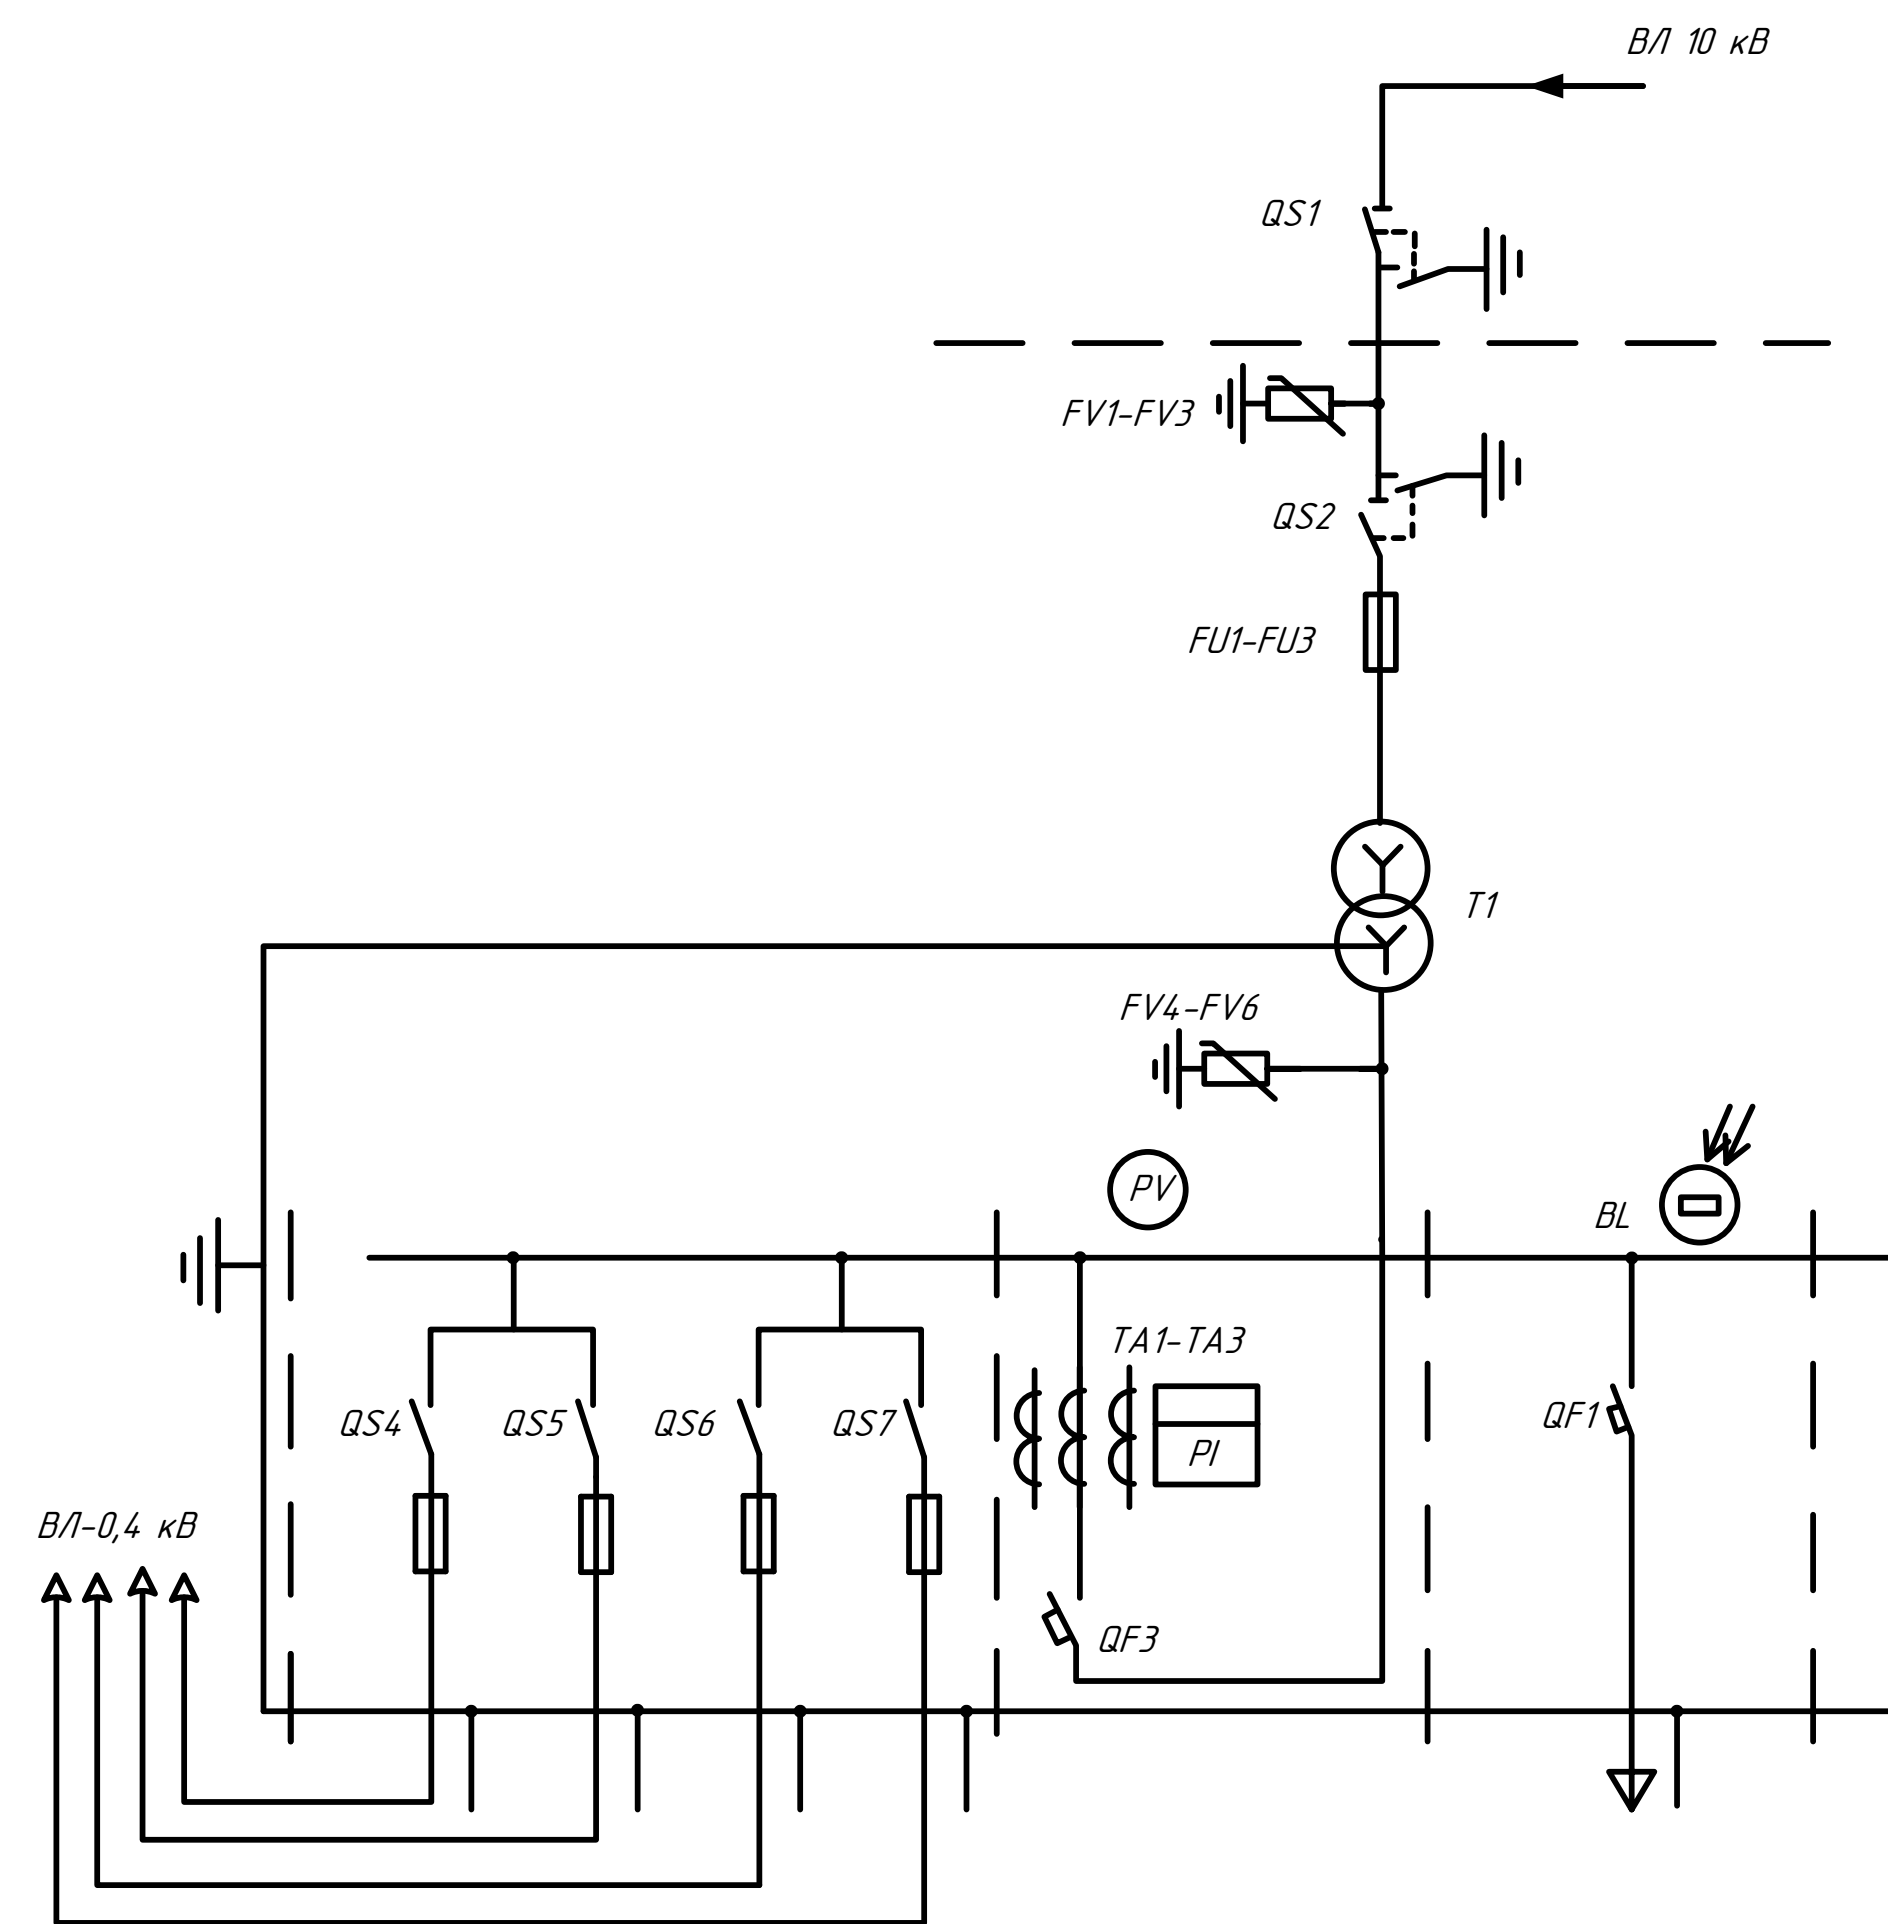 ВЛ 10 кВ
QS1
FV1-FV3
QS2
FU1-FU3
T1
FV4-FV6
PV
BL
TA1-TA3
QS4
QS5
QS6
QS7
QF1
PI
ВЛ-0,4 кВ
QF3